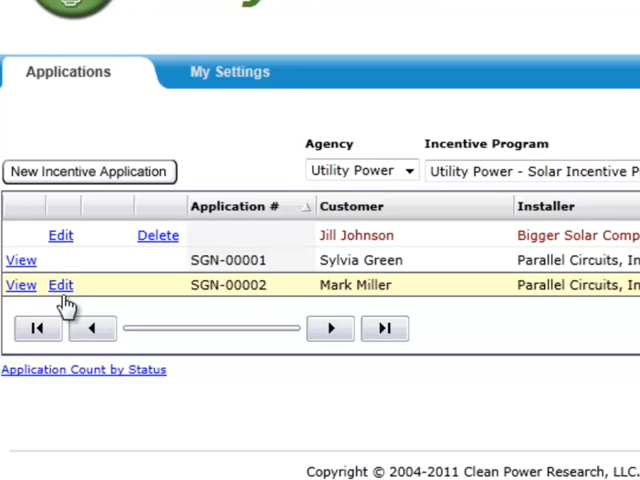 Applications My Settings
Agency Incentive Program
New Incentive Application Utility Power Utility Power - Solar Incentive P
Application # Customer Installer
Edit Delete Jill Johnson Bigger Solar Comp
View SGN-00001 Sylvia Green Parallel Circuits, In
View Edit SGN-00002 Mark Miller Parallel Circuits, In
Application Count by Status
Copyright © 2004-2011 Clean Power Research, LLC.